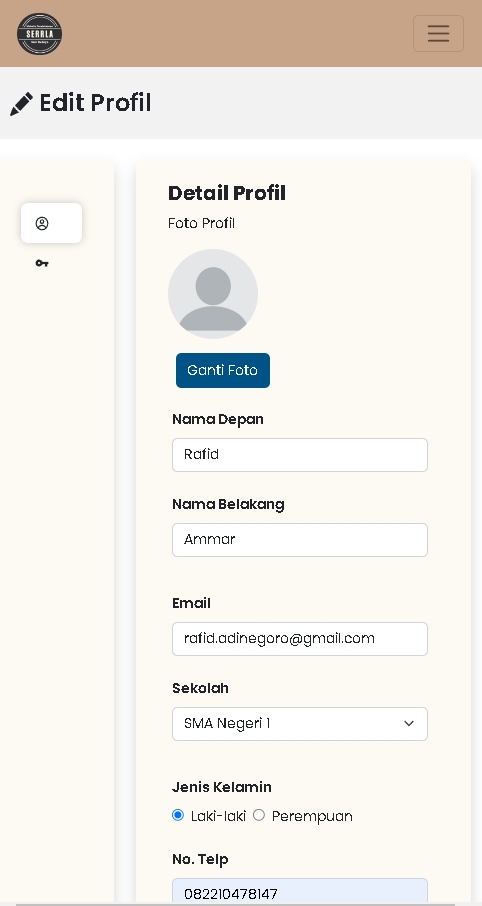 SERRLA
Edit Profil
Detail Profil
Foto Profil
Ganti Foto
Nama Depan
Rafid
Nama Belakang
Ammar
Email
rafid.adinegoro@gmail.com
Sekolah
SMA Negeri 1
Jenis Kelamin
Laki-laki Perempuan
No. Telp
082210478147